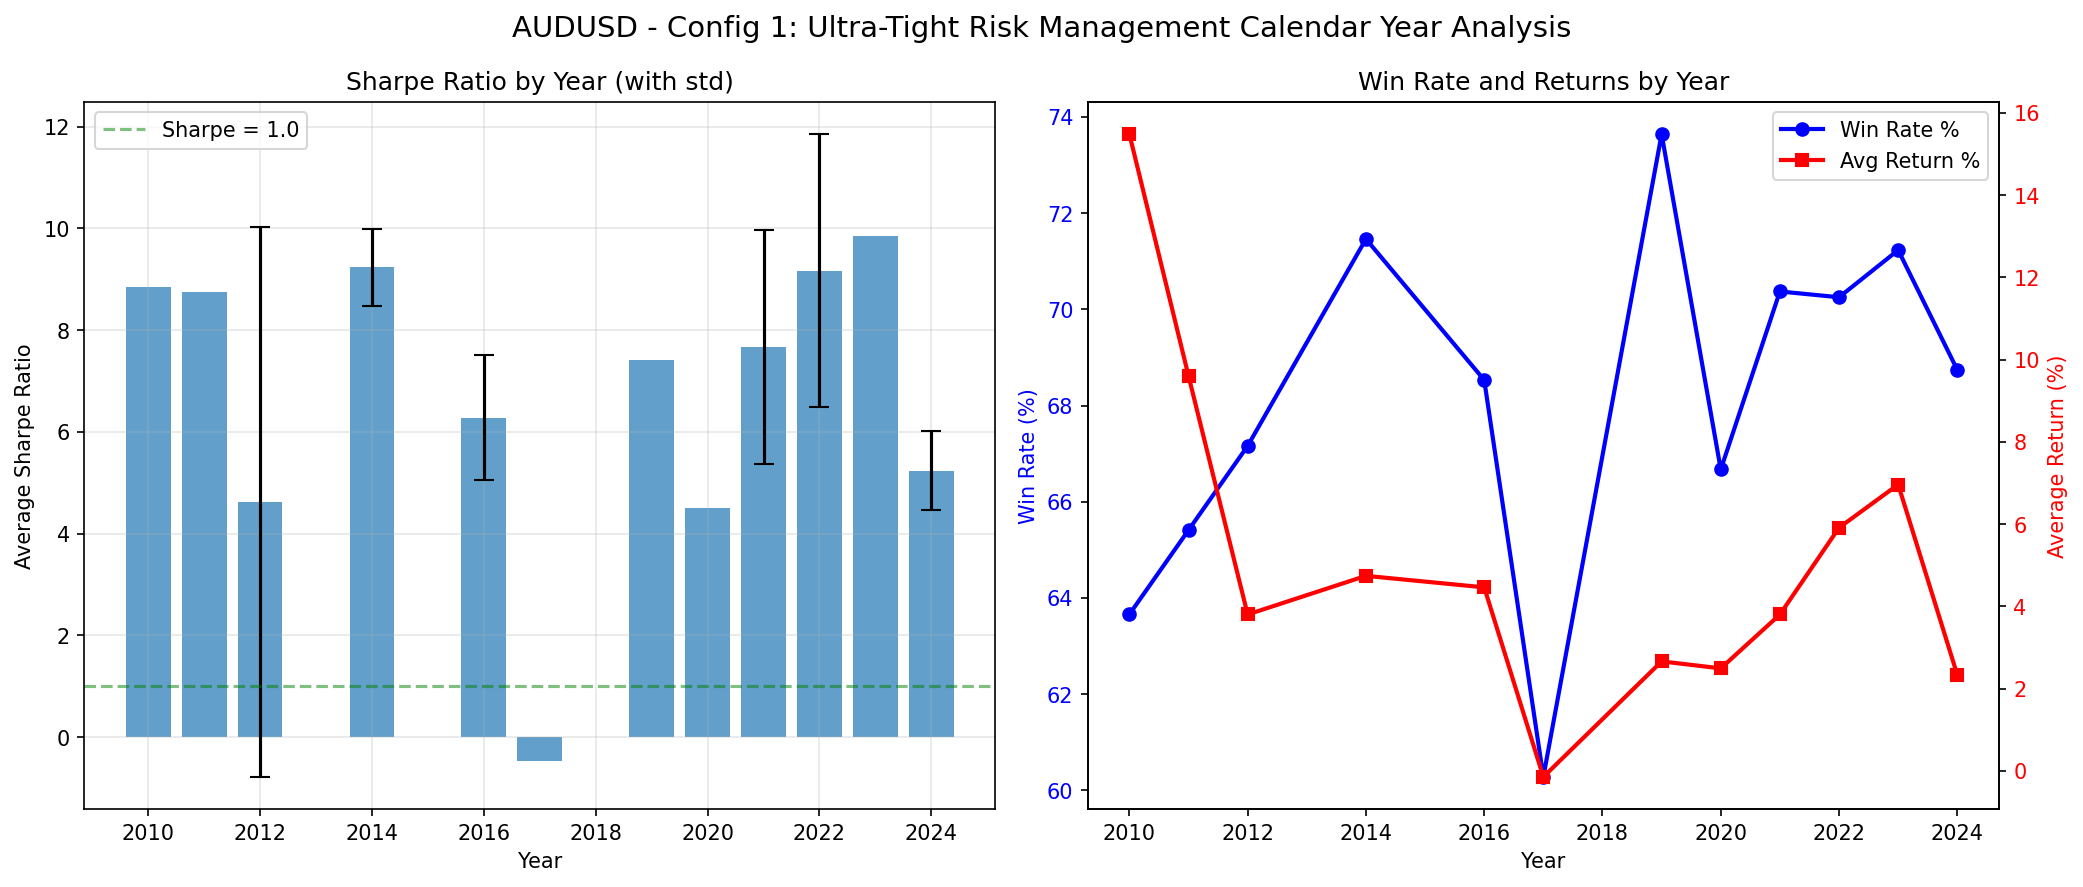 AUDUSD - Config 1: Ultra-Tight Risk Management Calendar Year Analysis
Sharpe Ratio by Year (with std)
Sharpe = 1.0
Average Sharpe Ratio
12
10
8
6
4
2
0
2010 2012 2014 2016 2018 2020 2022 2024
Year
Win Rate and Returns by Year
Win Rate %
Avg Return %
Win Rate (%)
74
72
70
68
66
64
62
60
16
14
12
10
8
6
4
2
0
Average Return (%)
2010 2012 2014 2016 2018 2020 2022 2024
Year